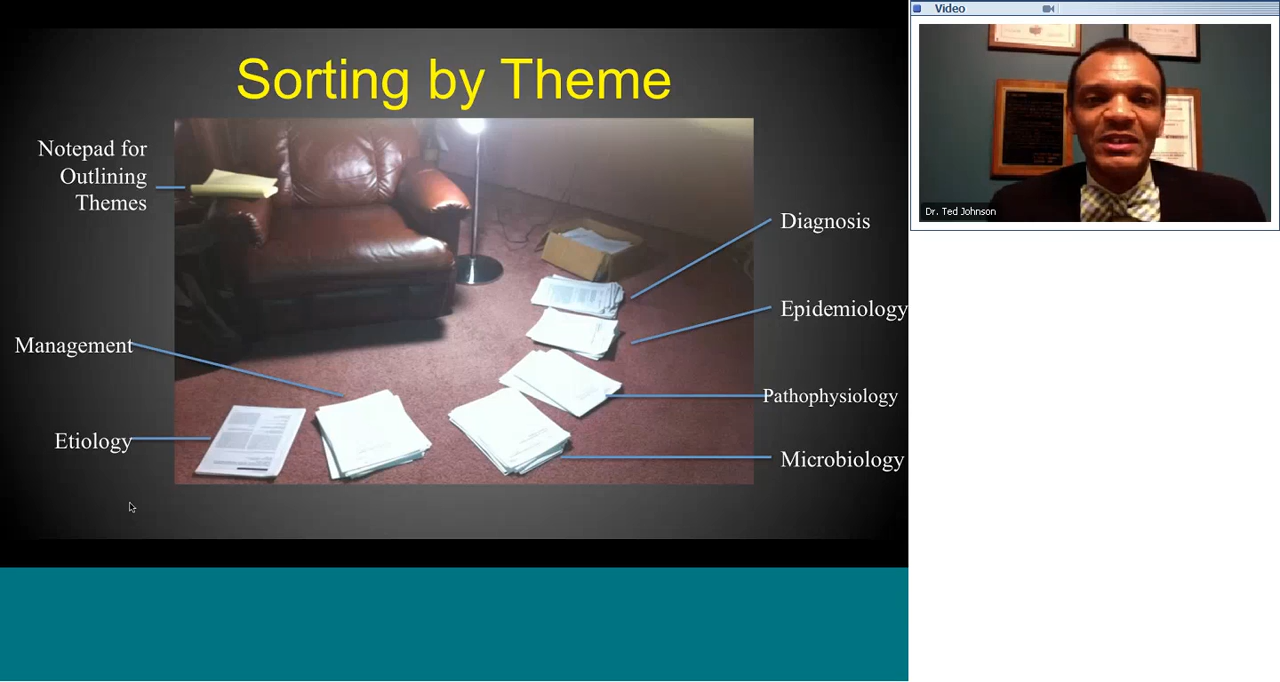 Sorting by Theme
Notepad for
Outlining
Themes
Management
Etiology
Diagnosis
Epidemiology
Pathophysiology
Microbiology
Video
Dr. Ted Johnson